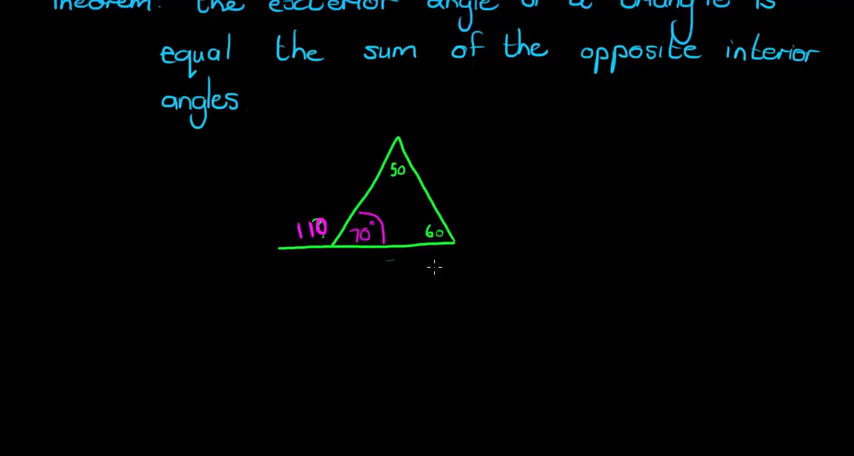 theorem: the exterior angle of a triangle is
equal the sum of the opposite interior
angles
50
110
70°
60